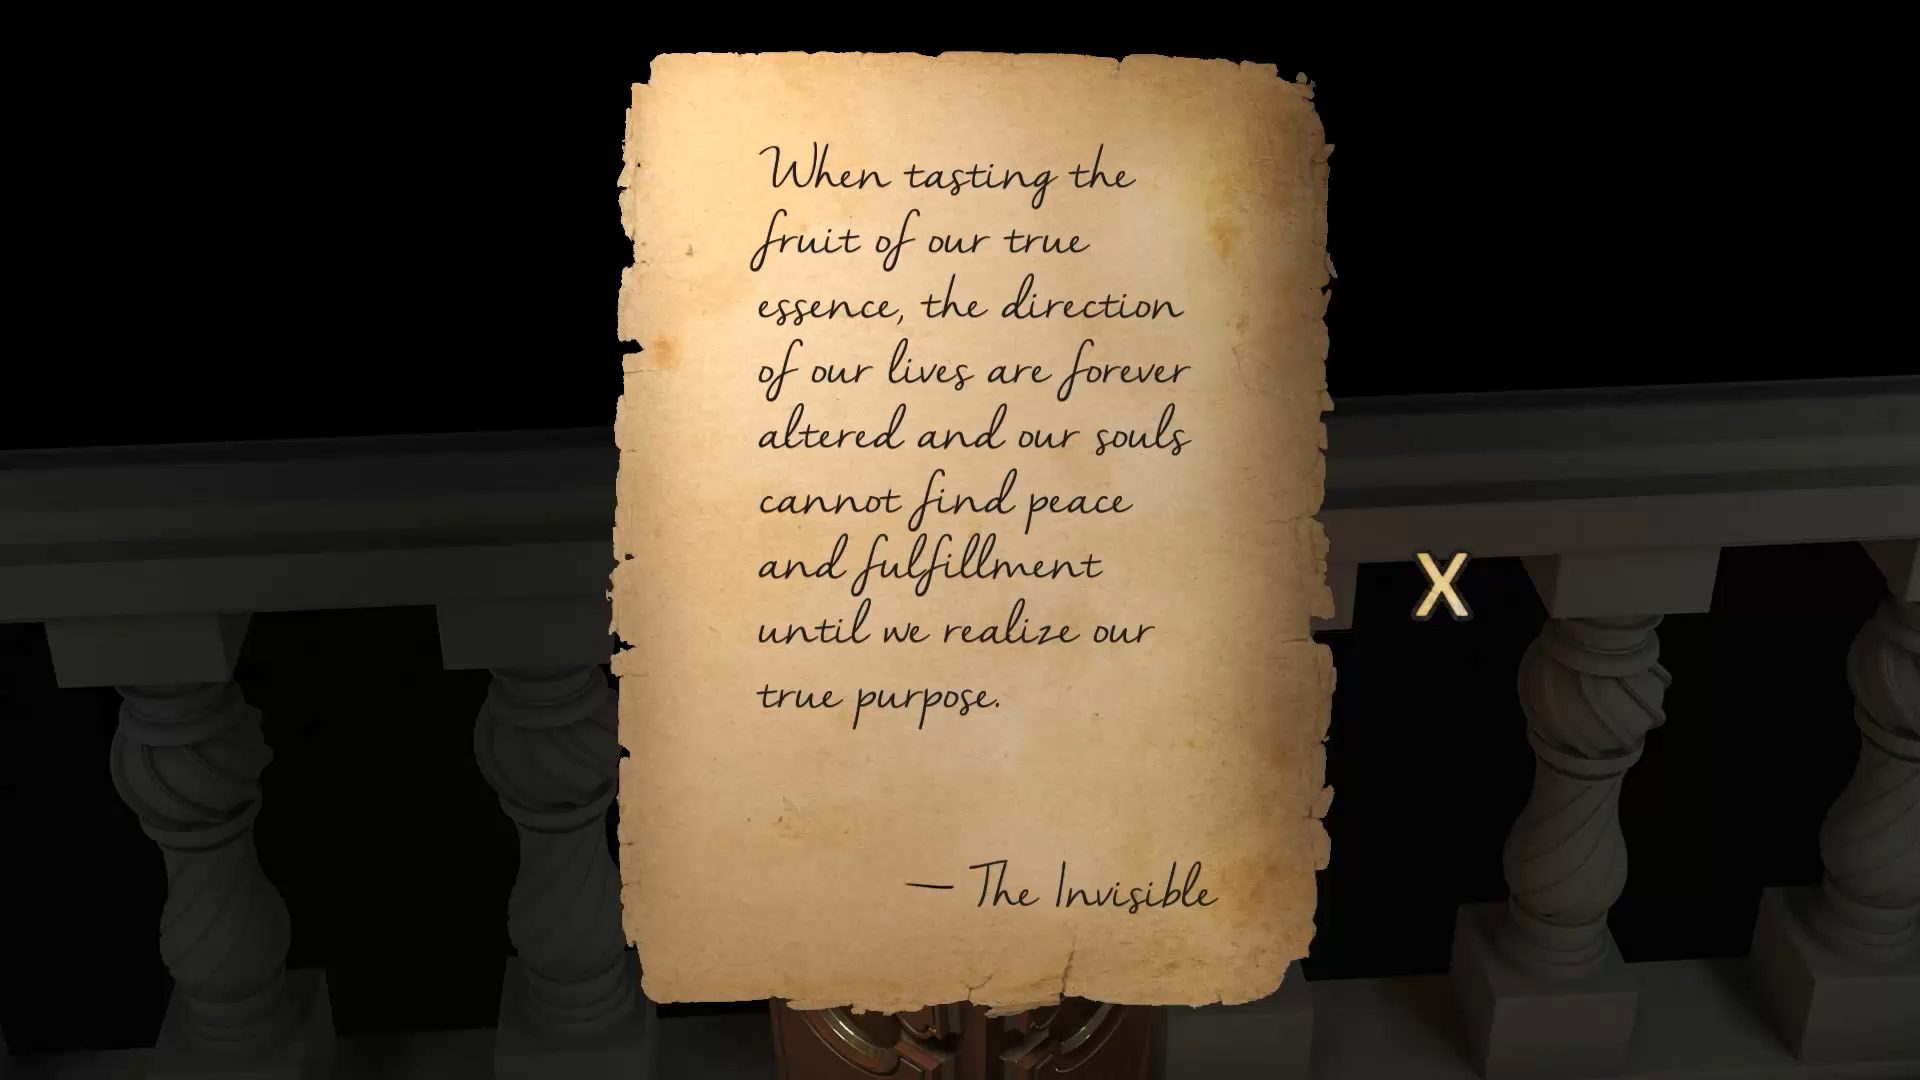 When tasting the
fruit of our true
essence, the direction
of our lives are forever
altered and our souls
cannot find peace
and fulfillment
until we realize our
true purpose.
— The Invisible
X